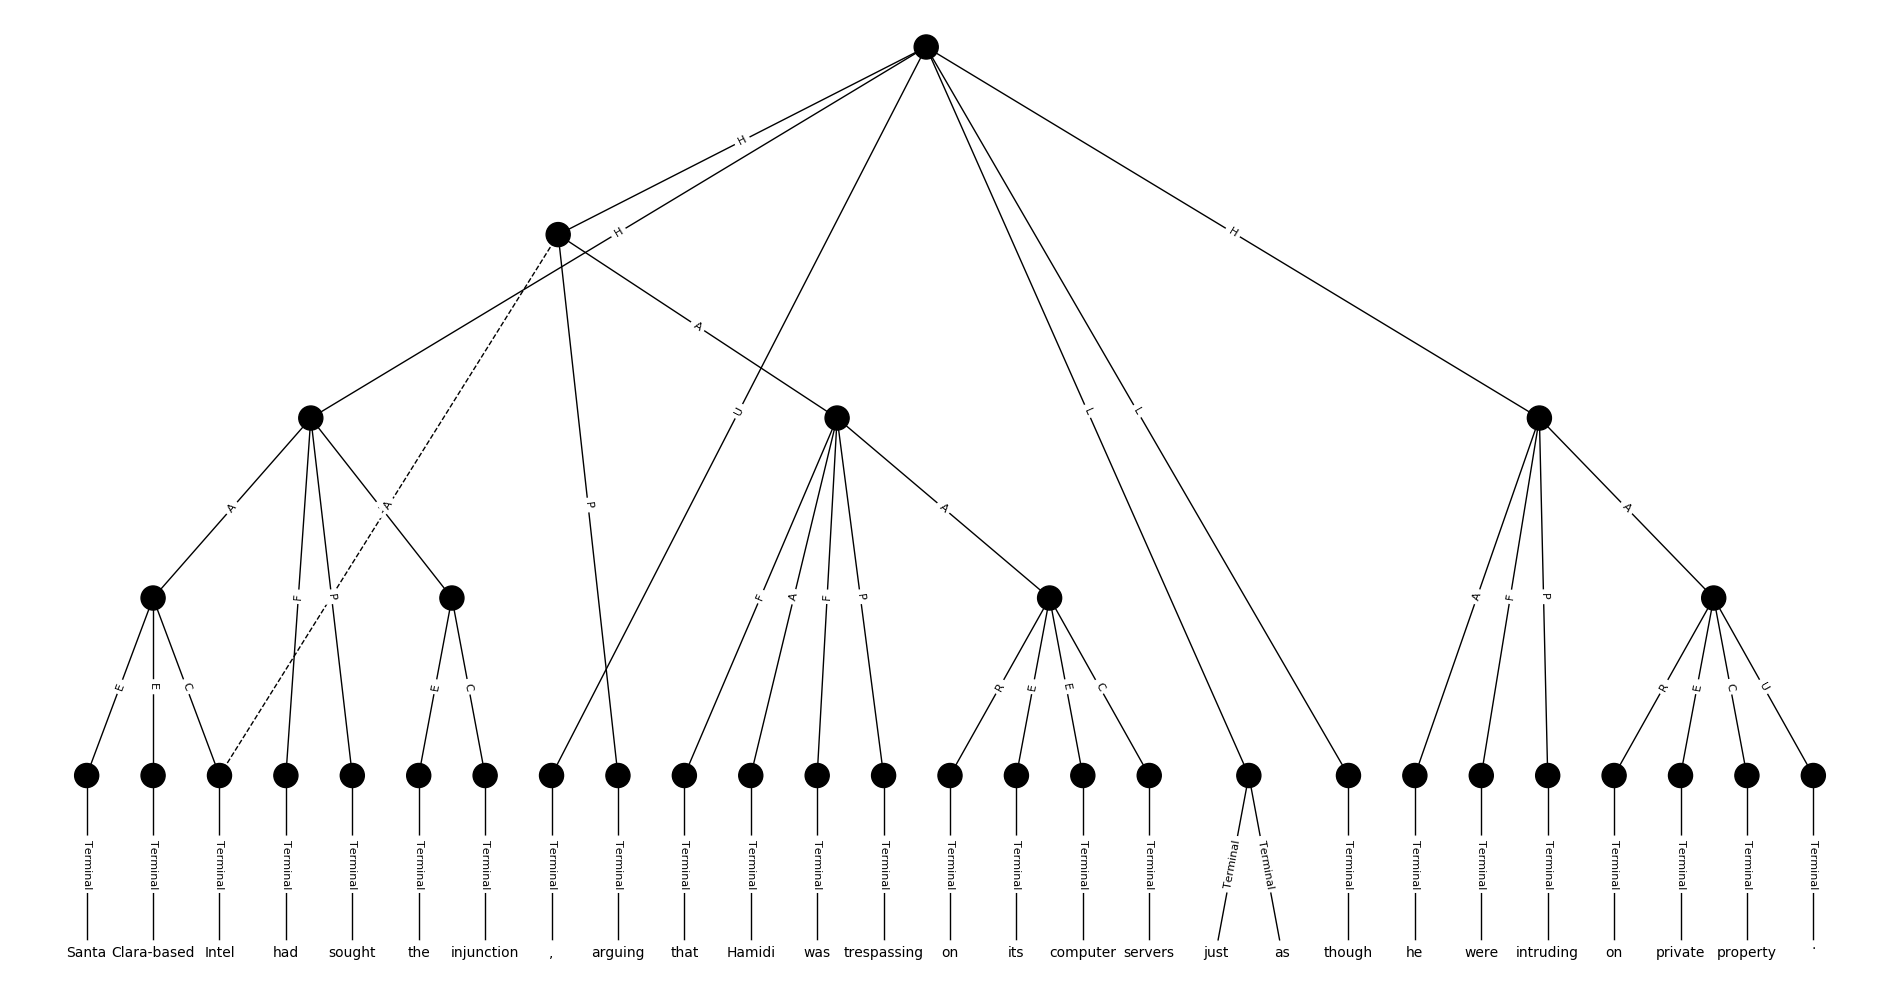 H
H
H
A
U
L
L
A
A
P
A
A
F
P
F
A
F
P
A
F
P
E
E
C
E
C
R
E
E
C
R
E
C
U
Terminal Terminal Terminal Terminal Terminal Terminal Terminal Terminal Terminal Terminal Terminal Terminal Terminal Terminal Terminal Terminal Terminal Terminal Terminal Terminal Terminal Terminal Terminal Terminal Terminal Terminal Terminal
Santa Clara-based Intel had sought the injunction , arguing that Hamidi was trespassing on its computer servers just as though he were intruding on private property .